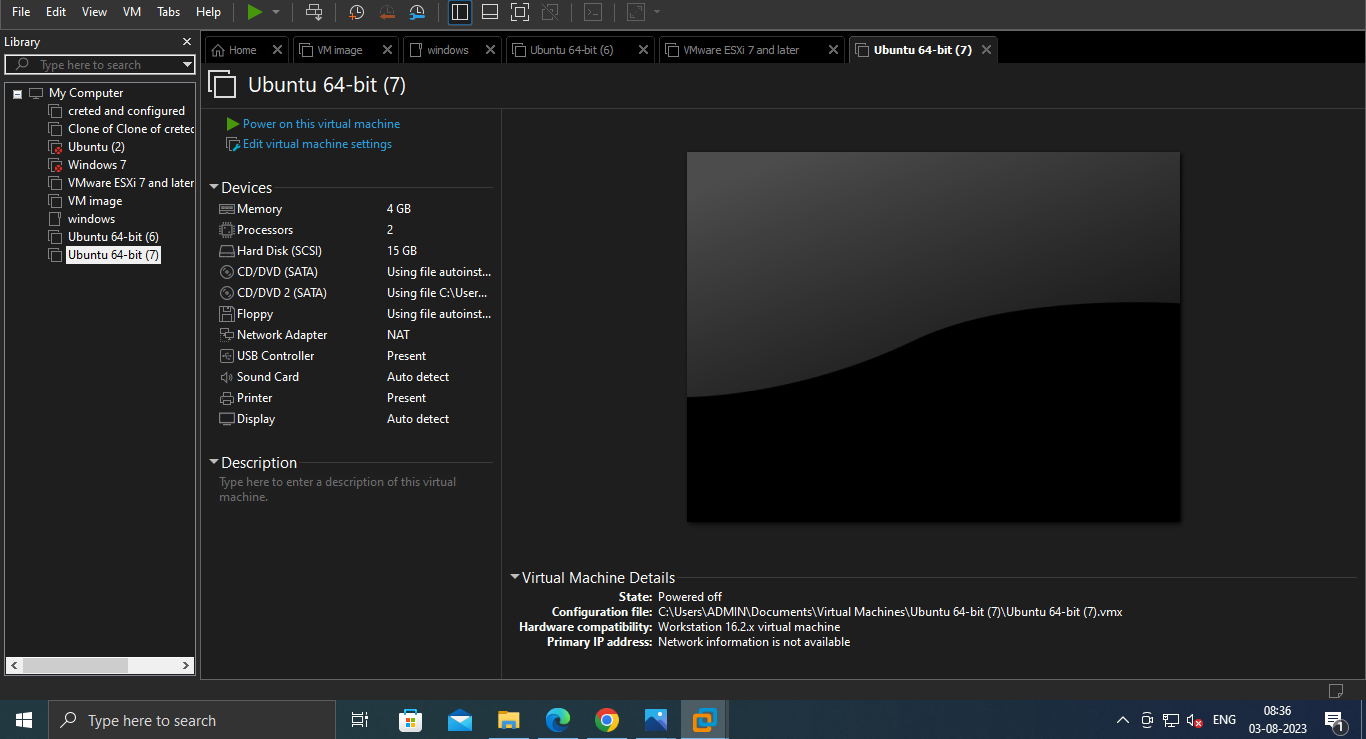 File Edit View VM Tabs Help
Library
Home VM image windows Ubuntu 64-bit (6) VMware ESXi 7 and later Ubuntu 64-bit (7)
Type here to search
My Computer
creted and configured
Clone of Clone of cretec
Ubuntu (2)
Windows 7
VMware ESXi 7 and later
VM image
windows
Ubuntu 64-bit (6)
Ubuntu 64-bit (7)
Ubuntu 64-bit (7)
Power on this virtual machine
Edit virtual machine settings
Devices
Memory 4 GB
Processors 2
Hard Disk (SCSI) 15 GB
CD/DVD (SATA) Using file autoinst...
CD/DVD 2 (SATA) Using file C:\User...
Floppy Using file autoinst...
Network Adapter NAT
USB Controller Present
Sound Card Auto detect
Printer Present
Display Auto detect
Description
Type here to enter a description of this virtual
machine.
Virtual Machine Details
State: Powered off
Configuration file: C:\Users\ADMIN\Documents\Virtual Machines\Ubuntu 64-bit (7)\Ubuntu 64-bit (7).vmx
Hardware compatibility: Workstation 16.2.x virtual machine
Primary IP address: Network information is not available
Type here to search
ENG
08:36
03-08-2023
1